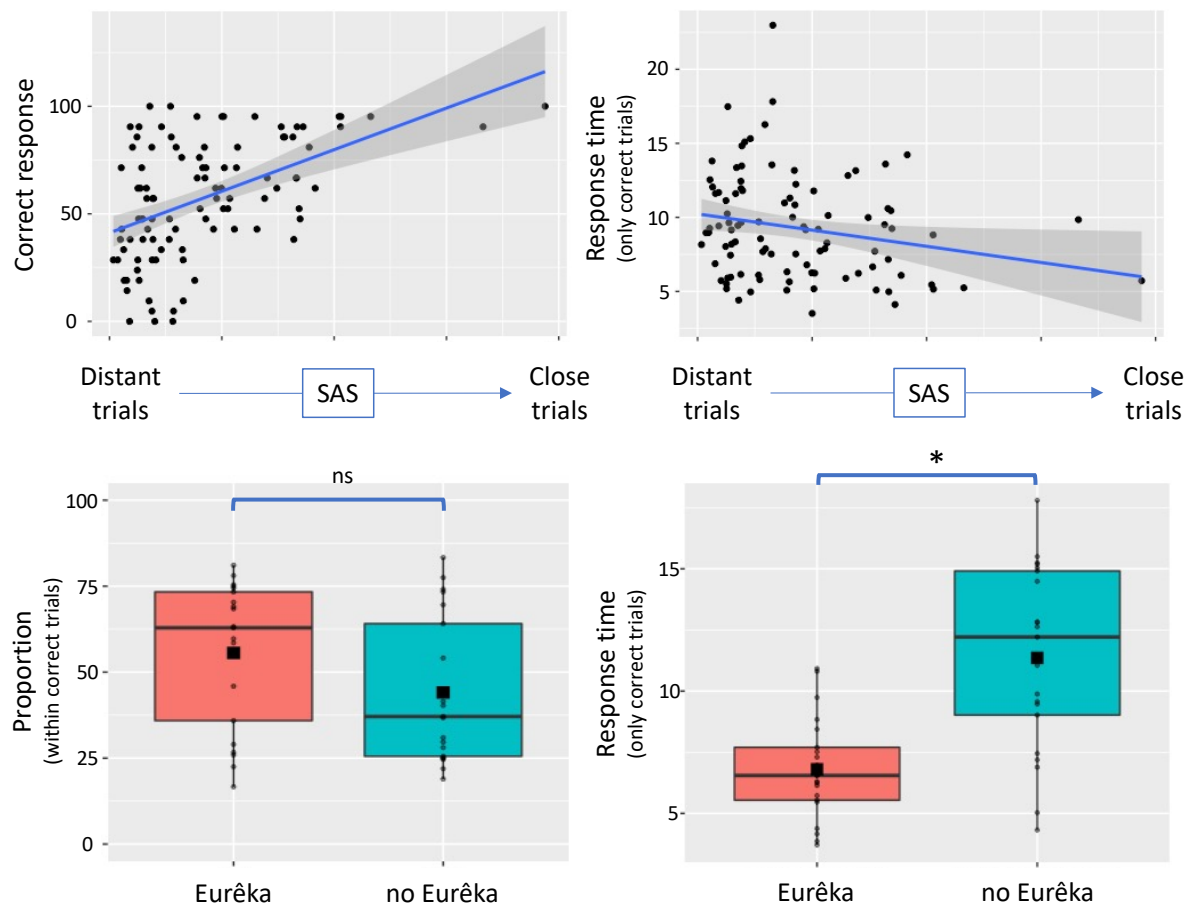 Correct response
100
50
0
Distant
trials
SAS
Close
trials
Response time
(only correct trials)
20
15
10
5
Distant
trials
SAS
Close
trials
ns
Proportion
(within correct trials)
100
75
50
25
0
Eurêka
no Eurêka
*
Response time
(only correct trials)
15
10
5
Eurêka
no Eurêka